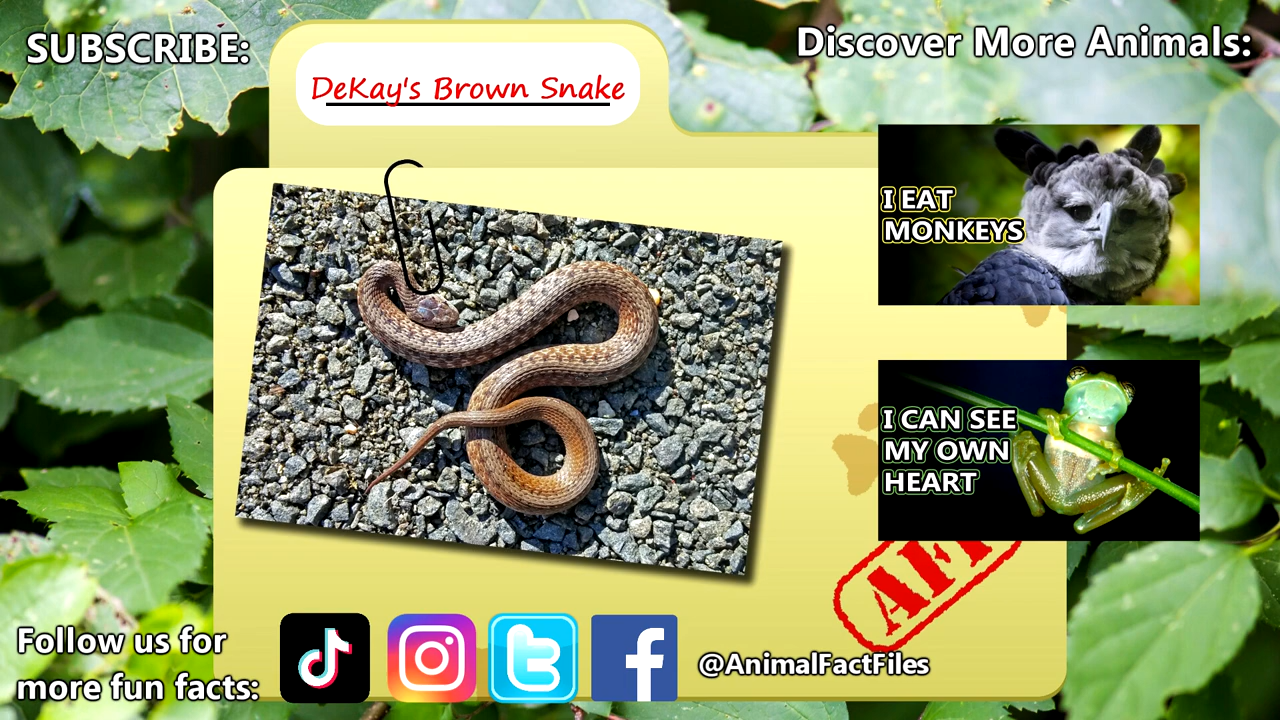 SUBSCRIBE:
DeKay's Brown Snake
Discover More Animals:
I EAT
MONKEYS
I CAN SEE
MY OWN
HEART
AFF
Follow us for
more fun facts:
@AnimalFactFiles